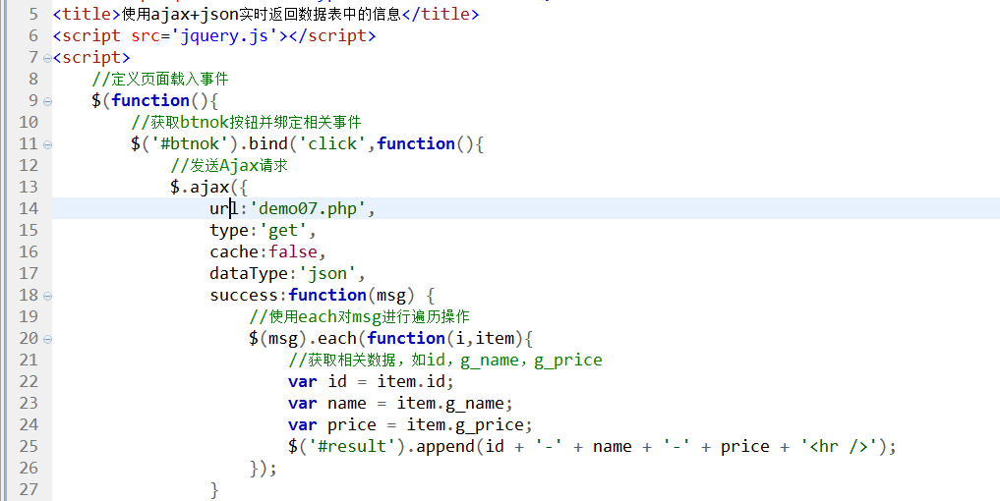 5 <title>使用ajax+json实时返回数据表中的信息</title>
6 <script src='jquery.js'></script>
7 <script>
8 //定义页面载入事件
9 $(function(){
10 //获取btnok按钮并绑定相关事件
11 $('#btnok').bind('click',function(){
12 //发送Ajax请求
13 $.ajax({
14 url:'demo07.php',
15 type:'get',
16 cache:false,
17 dataType:'json',
18 success:function(msg) {
19 //使用each对msg进行遍历操作
20 $(msg).each(function(i,item){
21 //获取相关数据，如id，g_name，g_price
22 var id = item.id;
23 var name = item.g_name;
24 var price = item.g_price;
25 $('#result').append(id + '-' + name + '-' + price + '<hr />');
26 });
27 }